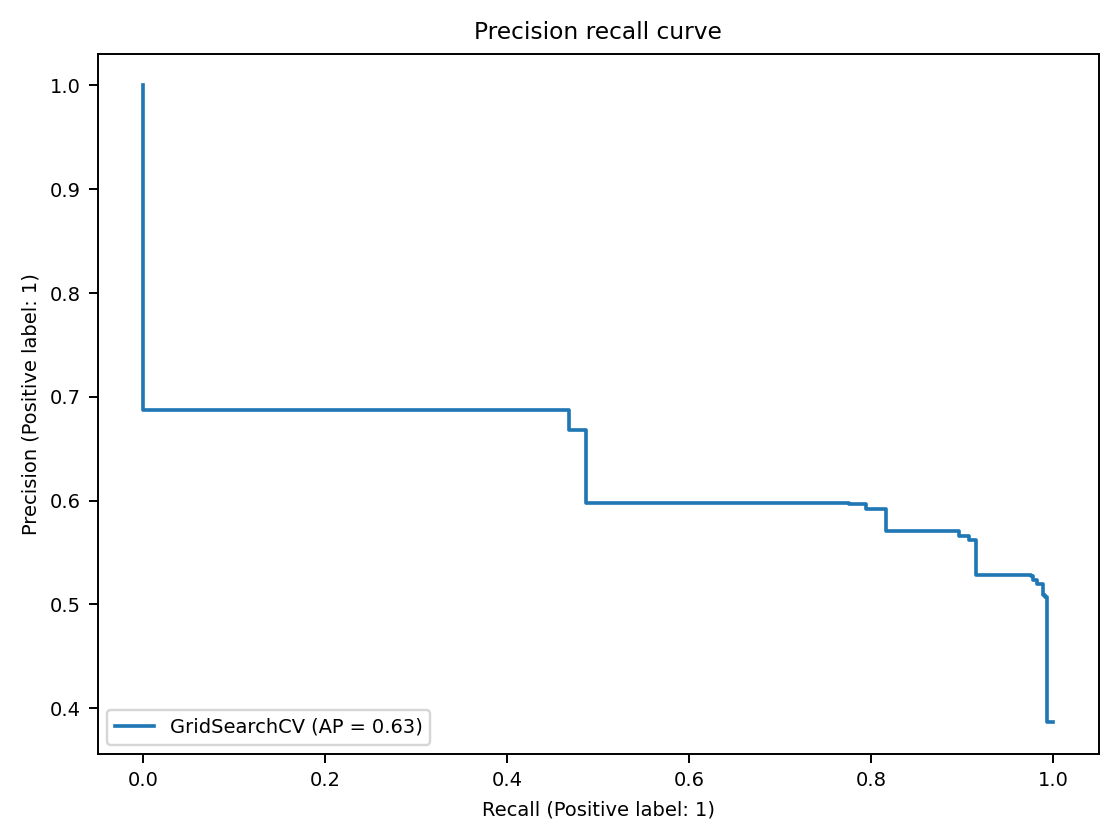 Precision recall curve
1.0
0.9
0.8
0.7
0.6
0.5
0.4
Precision (Positive label: 1)
GridSearchCV (AP = 0.63)
0.0 0.2 0.4 0.6 0.8 1.0
Recall (Positive label: 1)